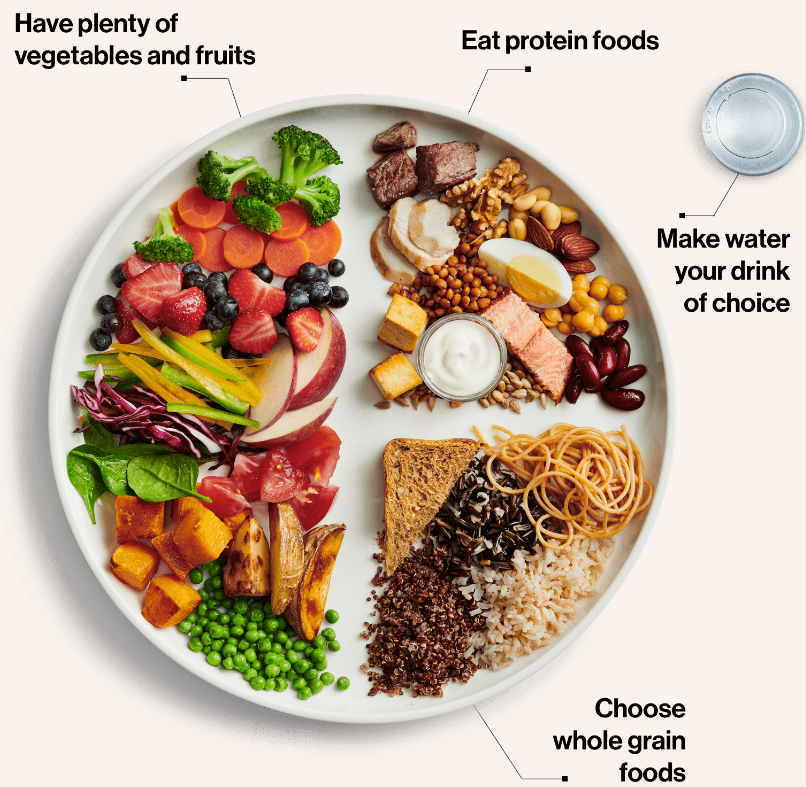 Have plenty of
vegetables and fruits
Eat protein foods
Make water
your drink
of choice
Choose
whole grain
foods